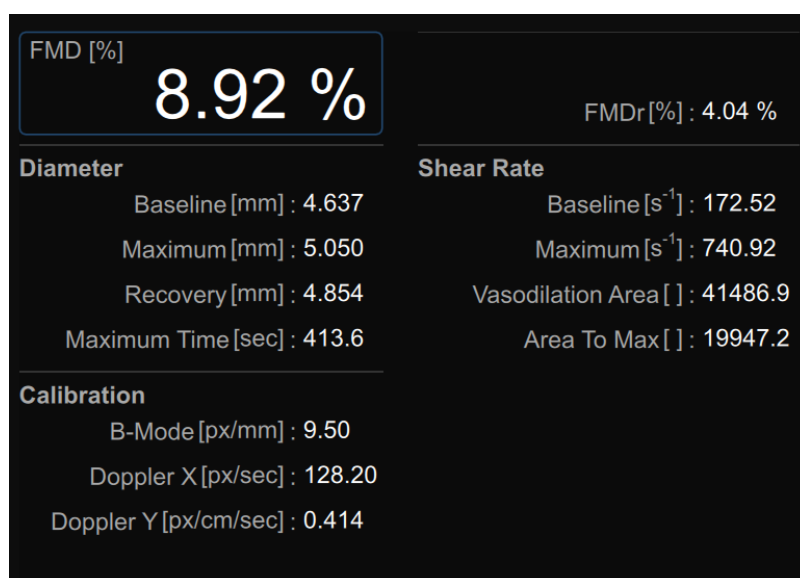 FMD [%]
8.92 %
FMDr[%] : 4.04 %
Diameter
Baseline[mm] : 4.637
Maximum[mm] : 5.050
Recovery[mm] : 4.854
Maximum Time[sec] : 413.6
Shear Rate
Baseline[s⁻¹] : 172.52
Maximum[s⁻¹] : 740.92
Vasodilation Area[ ] : 41486.9
Area To Max[ ] : 19947.2
Calibration
B-Mode[px/mm] : 9.50
Doppler X[px/sec] : 128.20
Doppler Y[px/cm/sec] : 0.414